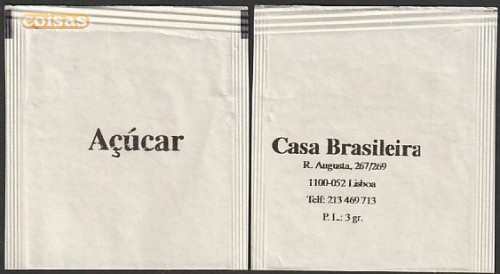 coisas
Açúcar
Casa Brasileira
R. Augusta, 267/269
1100-052 Lisboa
Telf: 213 469 713
P. L.: 3 gr.